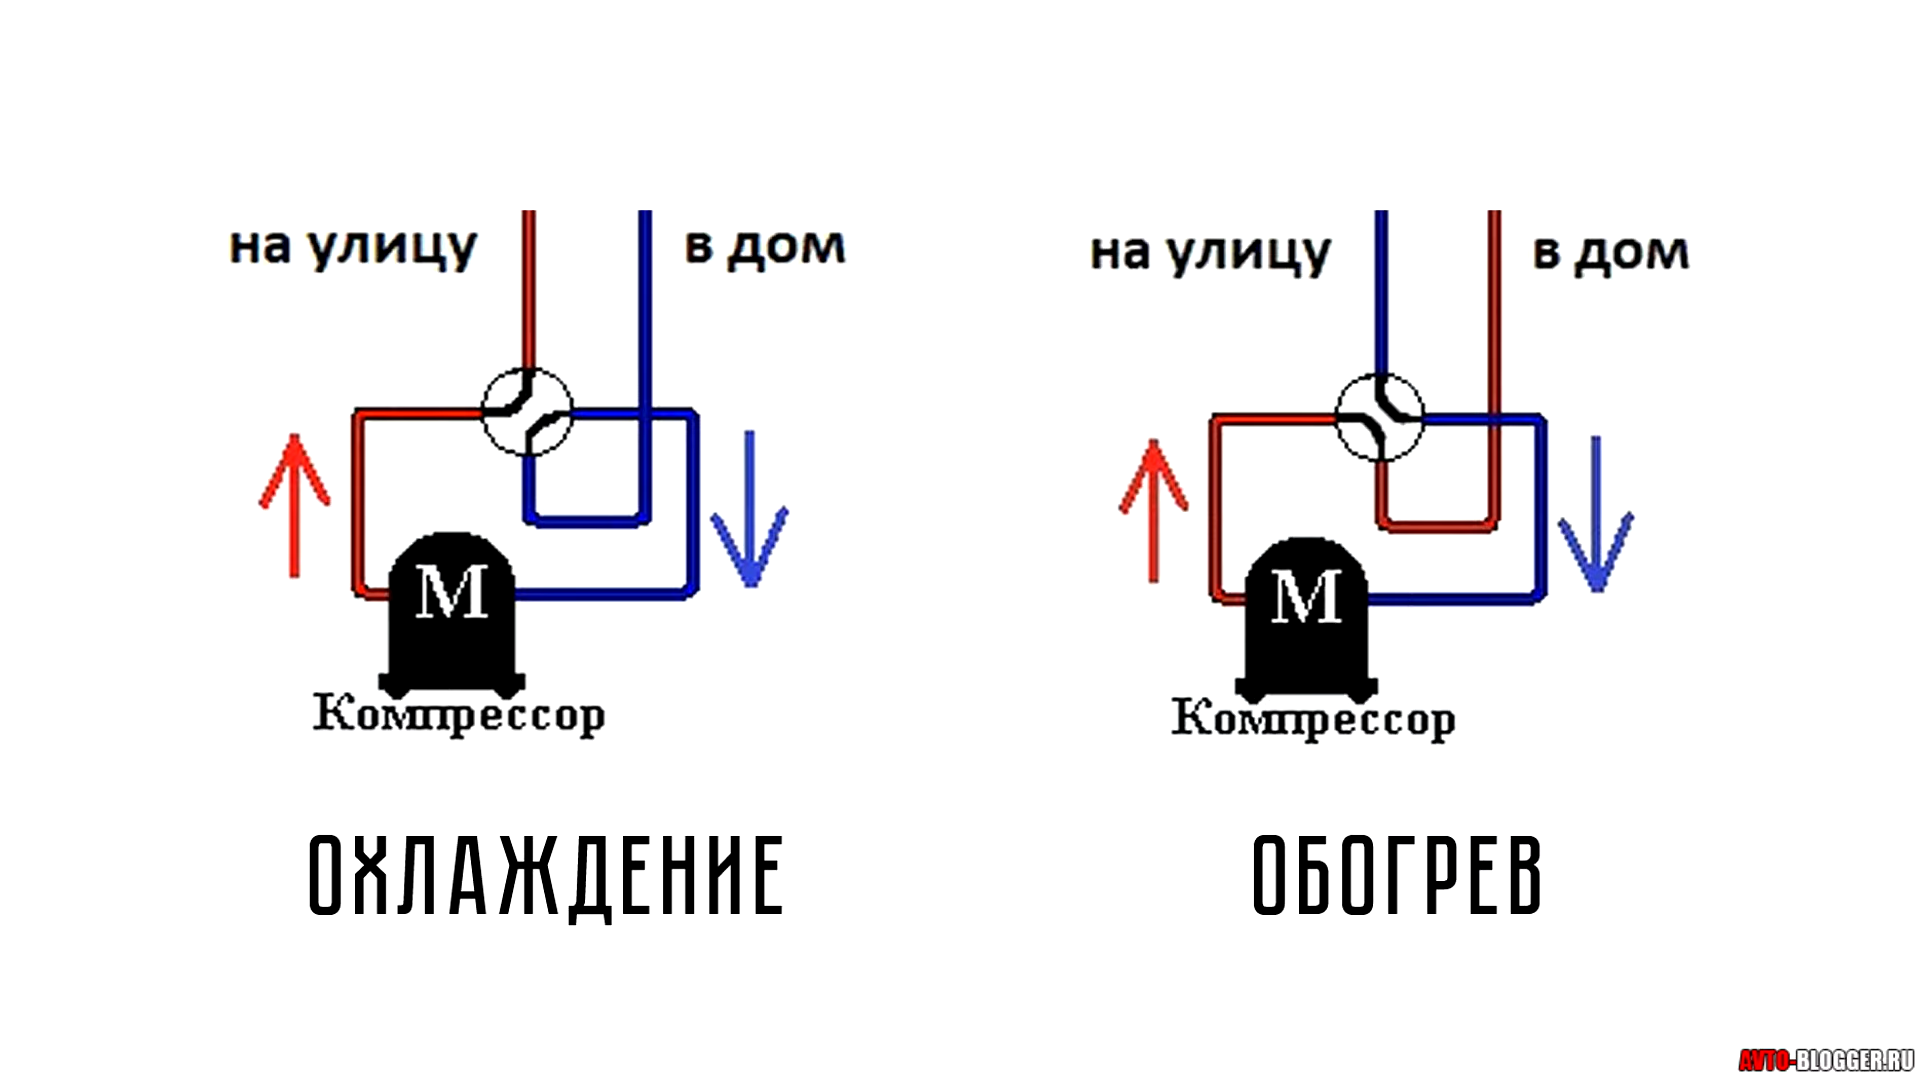 на улицу
в дом
М
Компрессор
ОХЛАЖДЕНИЕ
на улицу
в дом
М
Компрессор
ОБОГРЕВ
AVTO-BLOGGER.RU